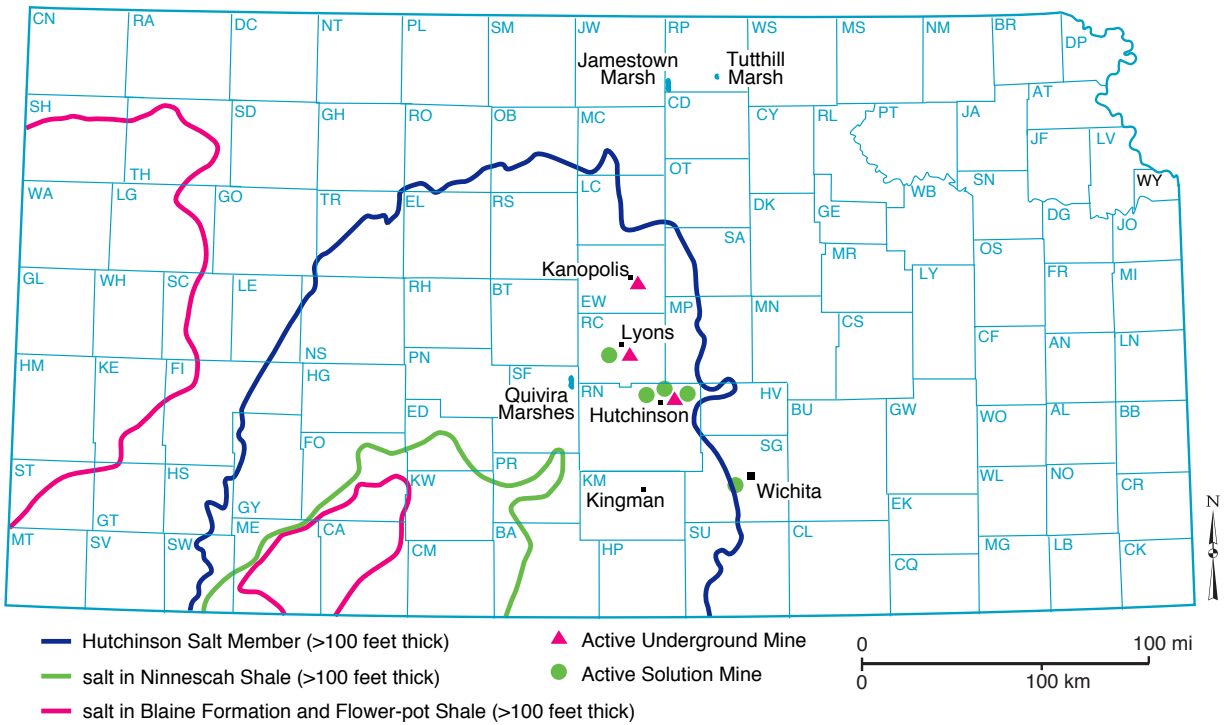 CN
RA
DC
NT
PL
SM
JW
RP
WS
MS
NM
BR
DP
Jamestown
Marsh
Tutthill
Marsh
SH
TH
SD
GH
RO
OB
MC
CD
CY
RL
PT
JA
AT
JF
LV
WY
WA
LG
GO
TR
EL
RS
LC
OT
DK
GE
WB
SN
DG
JO
SA
MR
OS
GL
WH
SC
LE
NS
RH
BT
Kanopolis
EW
MP
MN
LY
FR
MI
RC
Lyons
CS
CF
AN
LN
HM
KE
FI
HG
PN
SF
Quivira
Marshes
RN
Hutchinson
HV
BU
GW
WO
AL
BB
ED
FO
ST
GT
HS
GY
KW
PR
KM
Kingman
SG
Wichita
EK
WL
NO
CR
MT
SV
SW
ME
CA
CM
BA
HP
SU
CL
CQ
MG
LB
CK
N
Hutchinson Salt Member (>100 feet thick)
salt in Ninnescah Shale (>100 feet thick)
salt in Blaine Formation and Flower-pot Shale (>100 feet thick)
Active Underground Mine
Active Solution Mine
0
100 mi
0
100 km